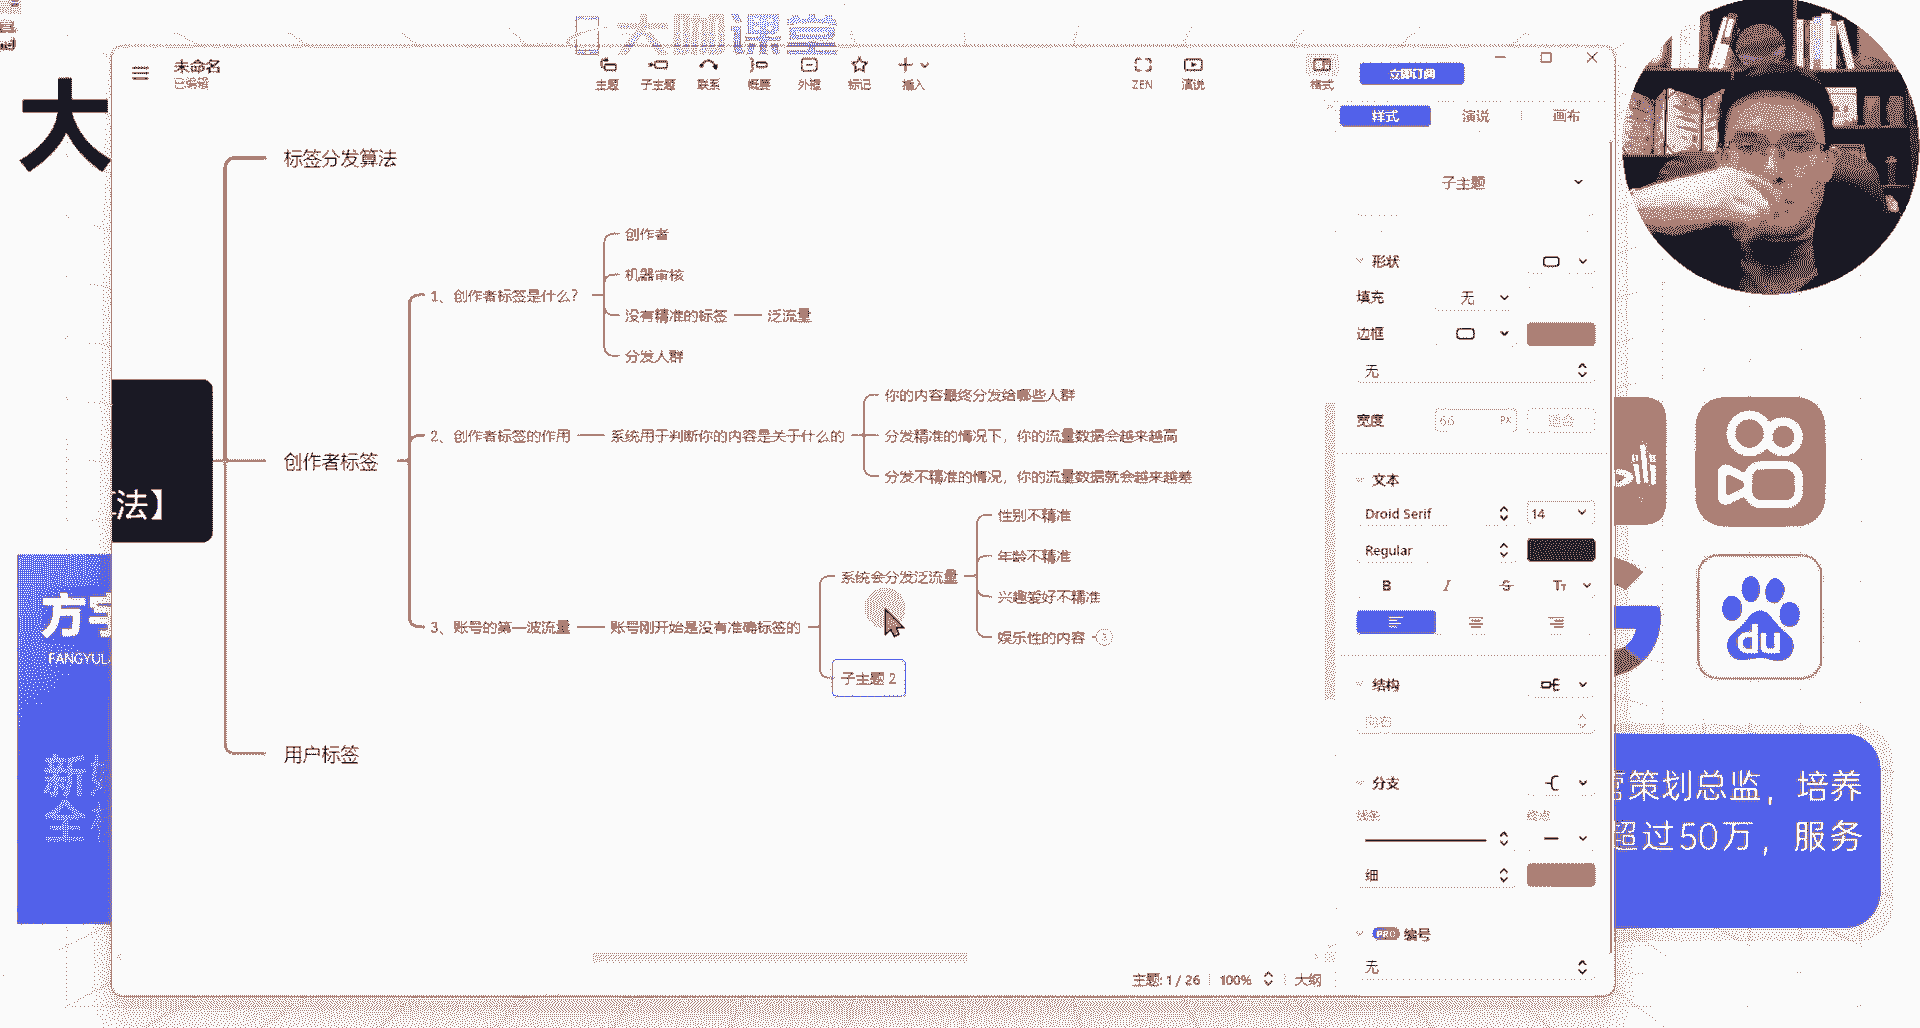 大咖课堂
大
未命名
已编辑
主题
子主题
联系
概要
外框
标记
插入
ZEN
演说
格式
立即订阅
样式
演说
画布
标签分发算法
创作者
机器审核
1、创作者标签是什么?
没有精准的标签
泛流量
分发人群
你的内容最终分发给哪些人群
2、创作者标签的作用
系统用于判断你的内容是关于什么的
分发精准的情况下，你的流量数据会越来越高
分发不精准的情况，你的流量数据就会越来越差
创作者标签
法】
性别不精准
年龄不精准
系统会分发泛流量
兴趣爱好不精准
3、账号的第一波流量
账号刚开始是没有准确标签的
娱乐性的内容
子主题 2
用户标签
子主题
形状
填充
无
边框
无
宽度
66
PX
适合
文本
Droid Serif
14
Regular
B
I
S
TT
结构
向右
分支
线条
终点
细
PRO
编号
无
主题: 1 / 26
100%
大纲
方
FANGYU
新
全
du
策划总监，培养
超过50万，服务